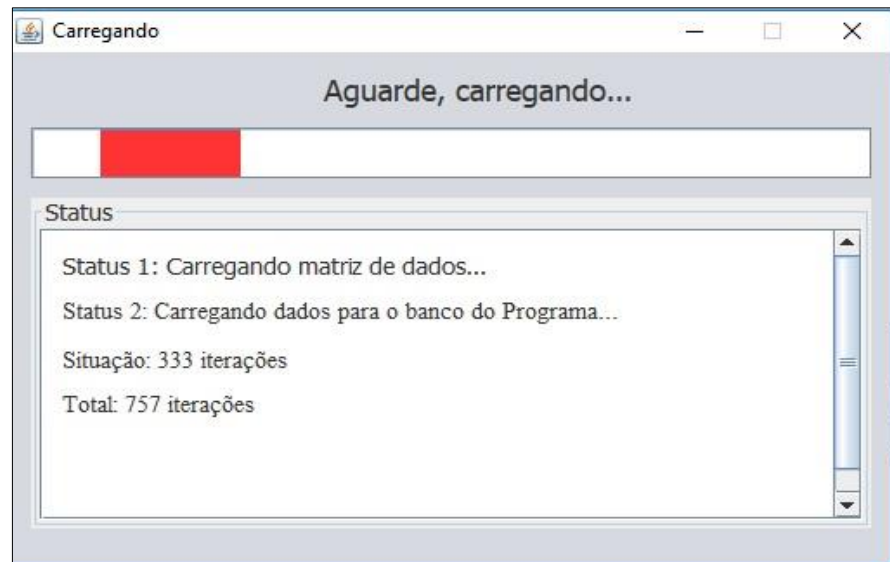 Carregando
Aguarde, carregando...
Status
Status 1: Carregando matriz de dados...
Status 2: Carregando dados para o banco do Programa...
Situação: 333 iterações
Total: 757 iterações